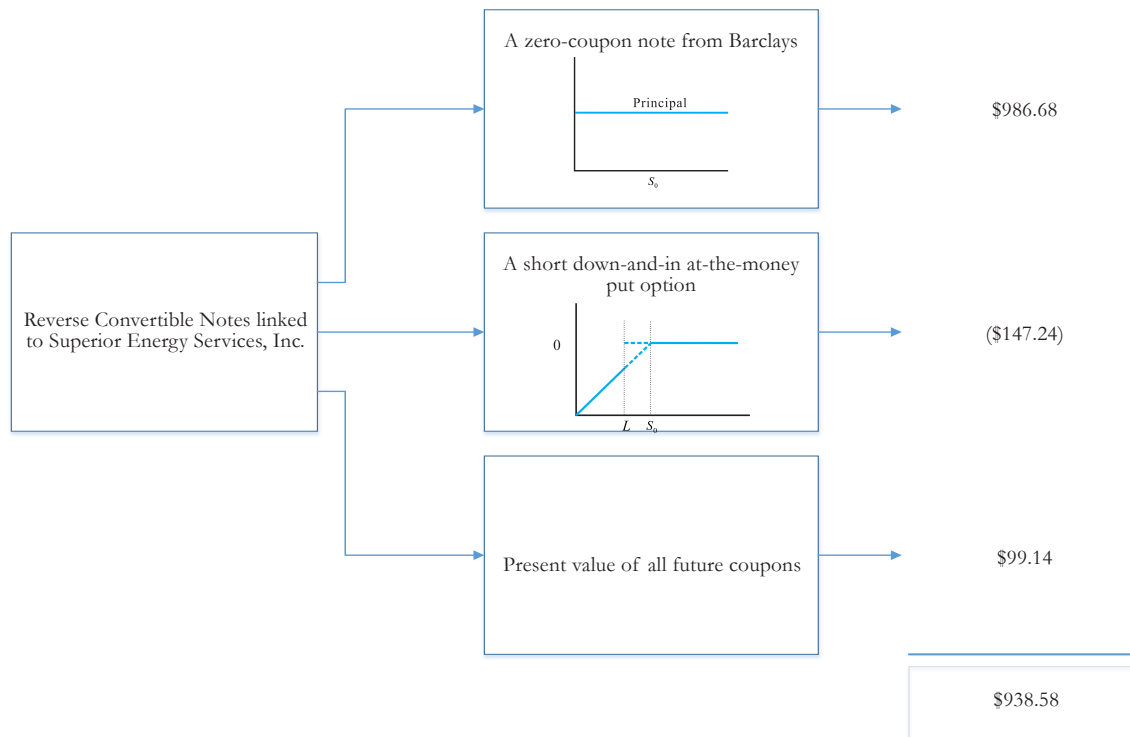 A zero-coupon note from Barclays
Principal
S₀
$986.68
Reverse Convertible Notes linked
to Superior Energy Services, Inc.
A short down-and-in at-the-money
put option
0
L S₀
($147.24)
Present value of all future coupons
$99.14
$938.58